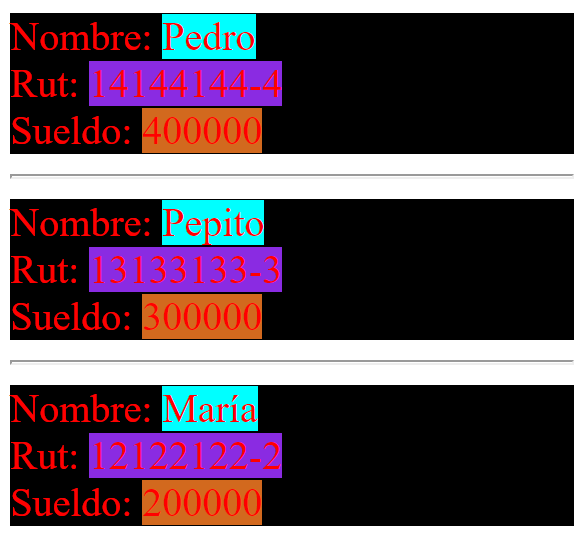 Nombre: Pedro
Rut: 14144144-4
Sueldo: 400000
Nombre: Pepito
Rut: 13133133-3
Sueldo: 300000
Nombre: María
Rut: 12122122-2
Sueldo: 200000